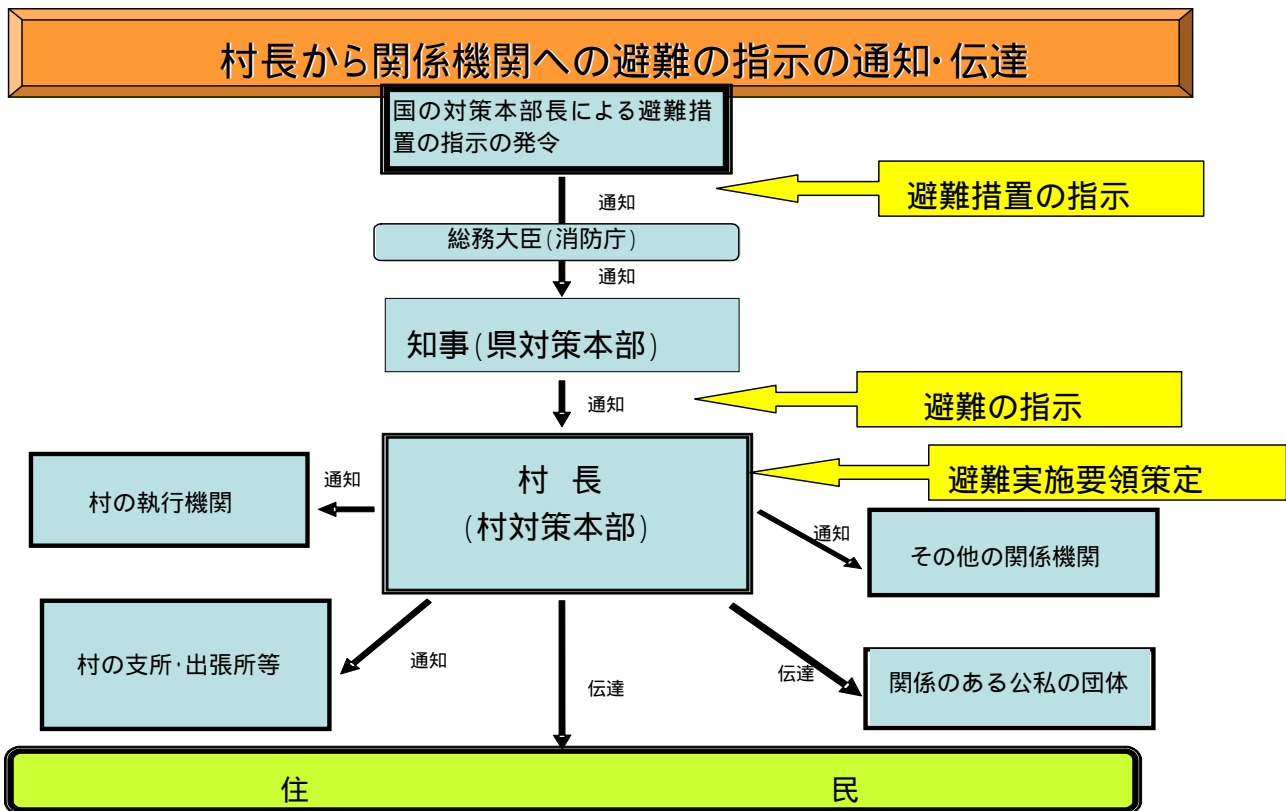 村長から関係機関への避難の指示の通知･伝達
国の対策本部長による避難措
置の指示の発令
避難措置の指示
通知
総務大臣(消防庁)
通知
知事(県対策本部)
通知
避難の指示
村 長
(村対策本部)
避難実施要領策定
通知
村の執行機関
通知
その他の関係機関
村の支所･出張所等
通知
伝達
伝達
関係のある公私の団体
住 民